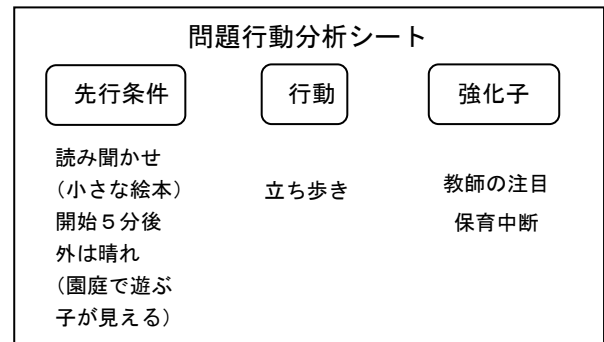 問題行動分析シート
先行条件
行動
強化子
読み聞かせ
(小さな絵本)
開始５分後
外は晴れ
(園庭で遊ぶ
子が見える)
立ち歩き
教師の注目
保育中断